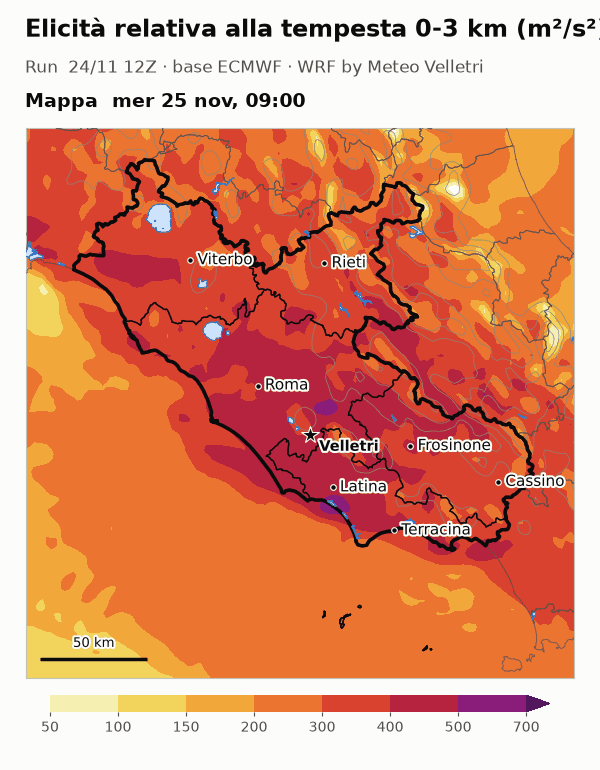 Elicità relativa alla tempesta 0-3 km (m²/s²)
Run  24/11 12Z · base ECMWF · WRF by Meteo Velletri
Mappa  mer 25 nov, 09:00
Viterbo
Rieti
Roma
Velletri
Frosinone
Cassino
Latina
Terracina
50 km
50 100 150 200 300 400 500 700